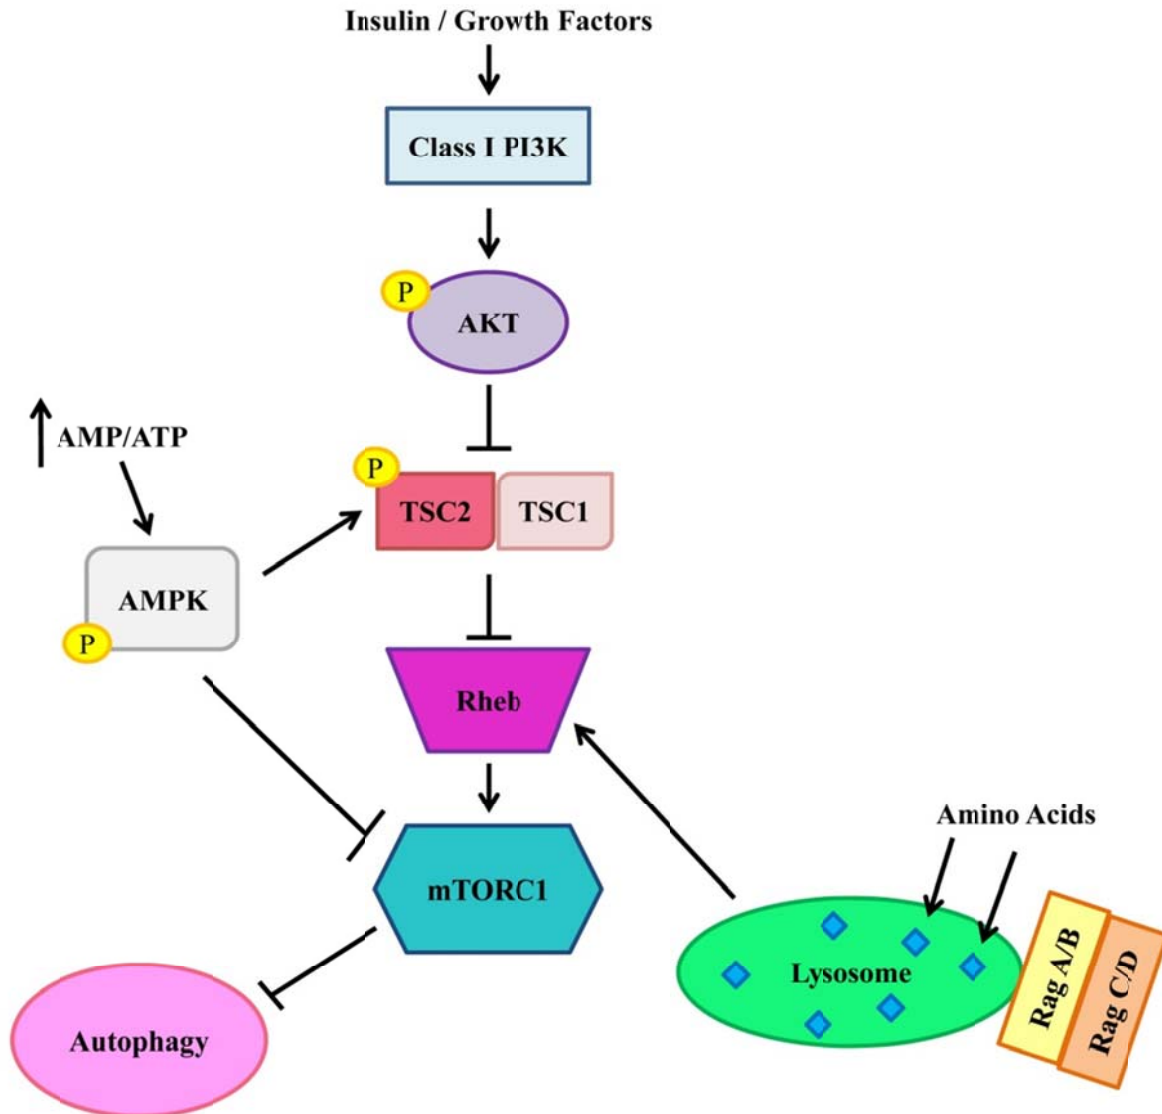 Insulin / Growth Factors
Class I PI3K
P
AKT
AMP/ATP
P
TSC2
TSC1
AMPK
P
Rheb
Amino Acids
mTORC1
Lysosome
Rag A/B
Rag C/D
Autophagy